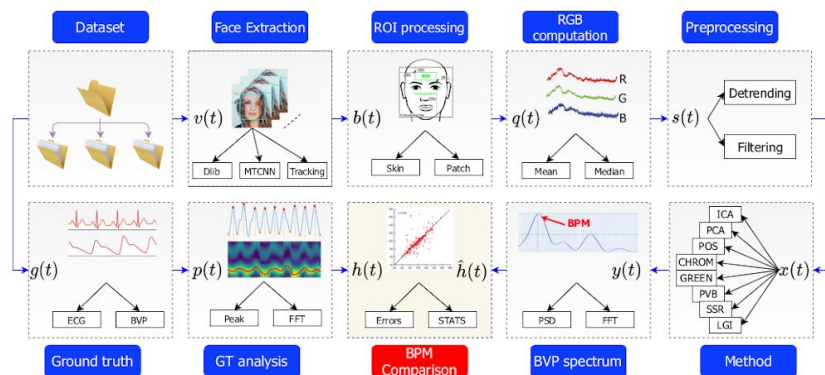 Dataset
Face Extraction
ROI processing
RGB
computation
Preprocessing
v(t)
b(t)
ROI
q(t)
R
G
B
s(t)
Detrending
Filtering
Dlib
MTCNN
Tracking
Skin
Patch
Mean
Median
g(t)
p(t)
h(t)
ĥ(t)
BPM
y(t)
ICA
PCA
POS
CHROM
GREEN
PVB
SSR
LGI
x(t)
ECG
BVP
Peak
FFT
Errors
STATS
PSD
FFT
Ground truth
GT analysis
BPM
Comparison
BVP spectrum
Method